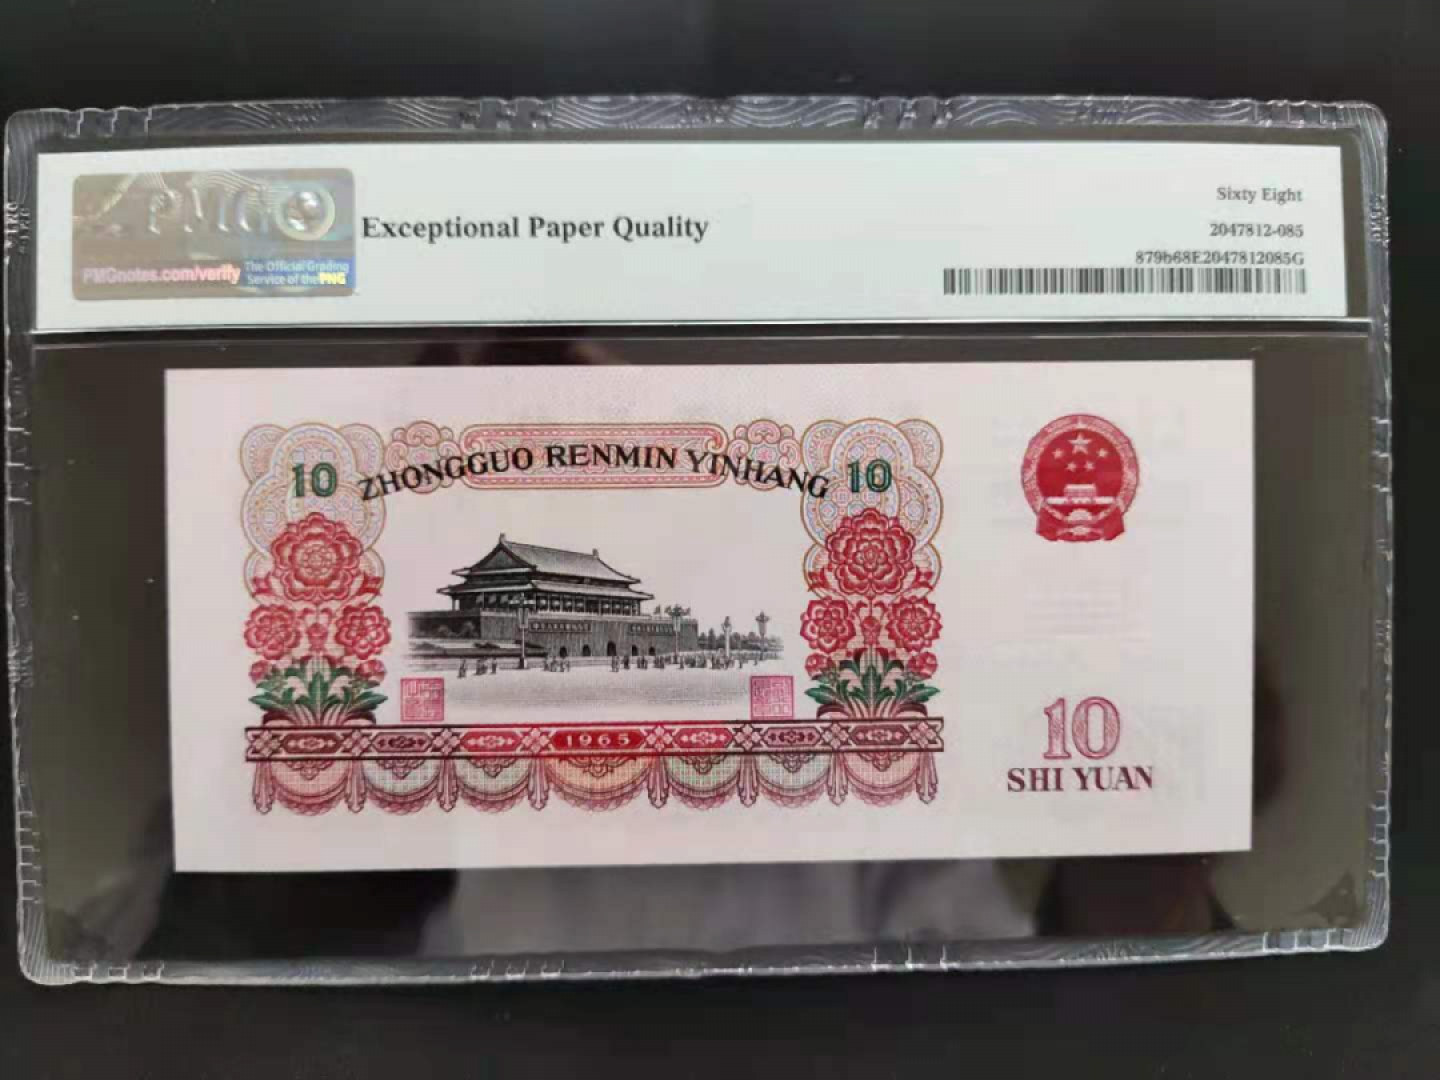 PMG
PMGnotes.com/verify
The Official Grading
Service of the PNG
Exceptional Paper Quality
Sixty Eight
2047812-085
879b68E2047812085G
10 ZHONGGUO RENMIN YINHANG 10
1965
10
SHI YUAN